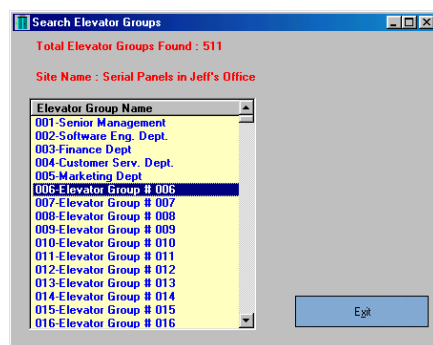 Search Elevator Groups
Total Elevator Groups Found : 511
Site Name : Serial Panels in Jeff's Office
Elevator Group Name
001-Senior Management
002-Software Eng. Dept.
003-Finance Dept
004-Customer Serv. Dept.
005-Marketing Dept
006-Elevator Group # 006
007-Elevator Group # 007
008-Elevator Group # 008
009-Elevator Group # 009
010-Elevator Group # 010
011-Elevator Group # 011
012-Elevator Group # 012
013-Elevator Group # 013
014-Elevator Group # 014
015-Elevator Group # 015
016-Elevator Group # 016
Exit